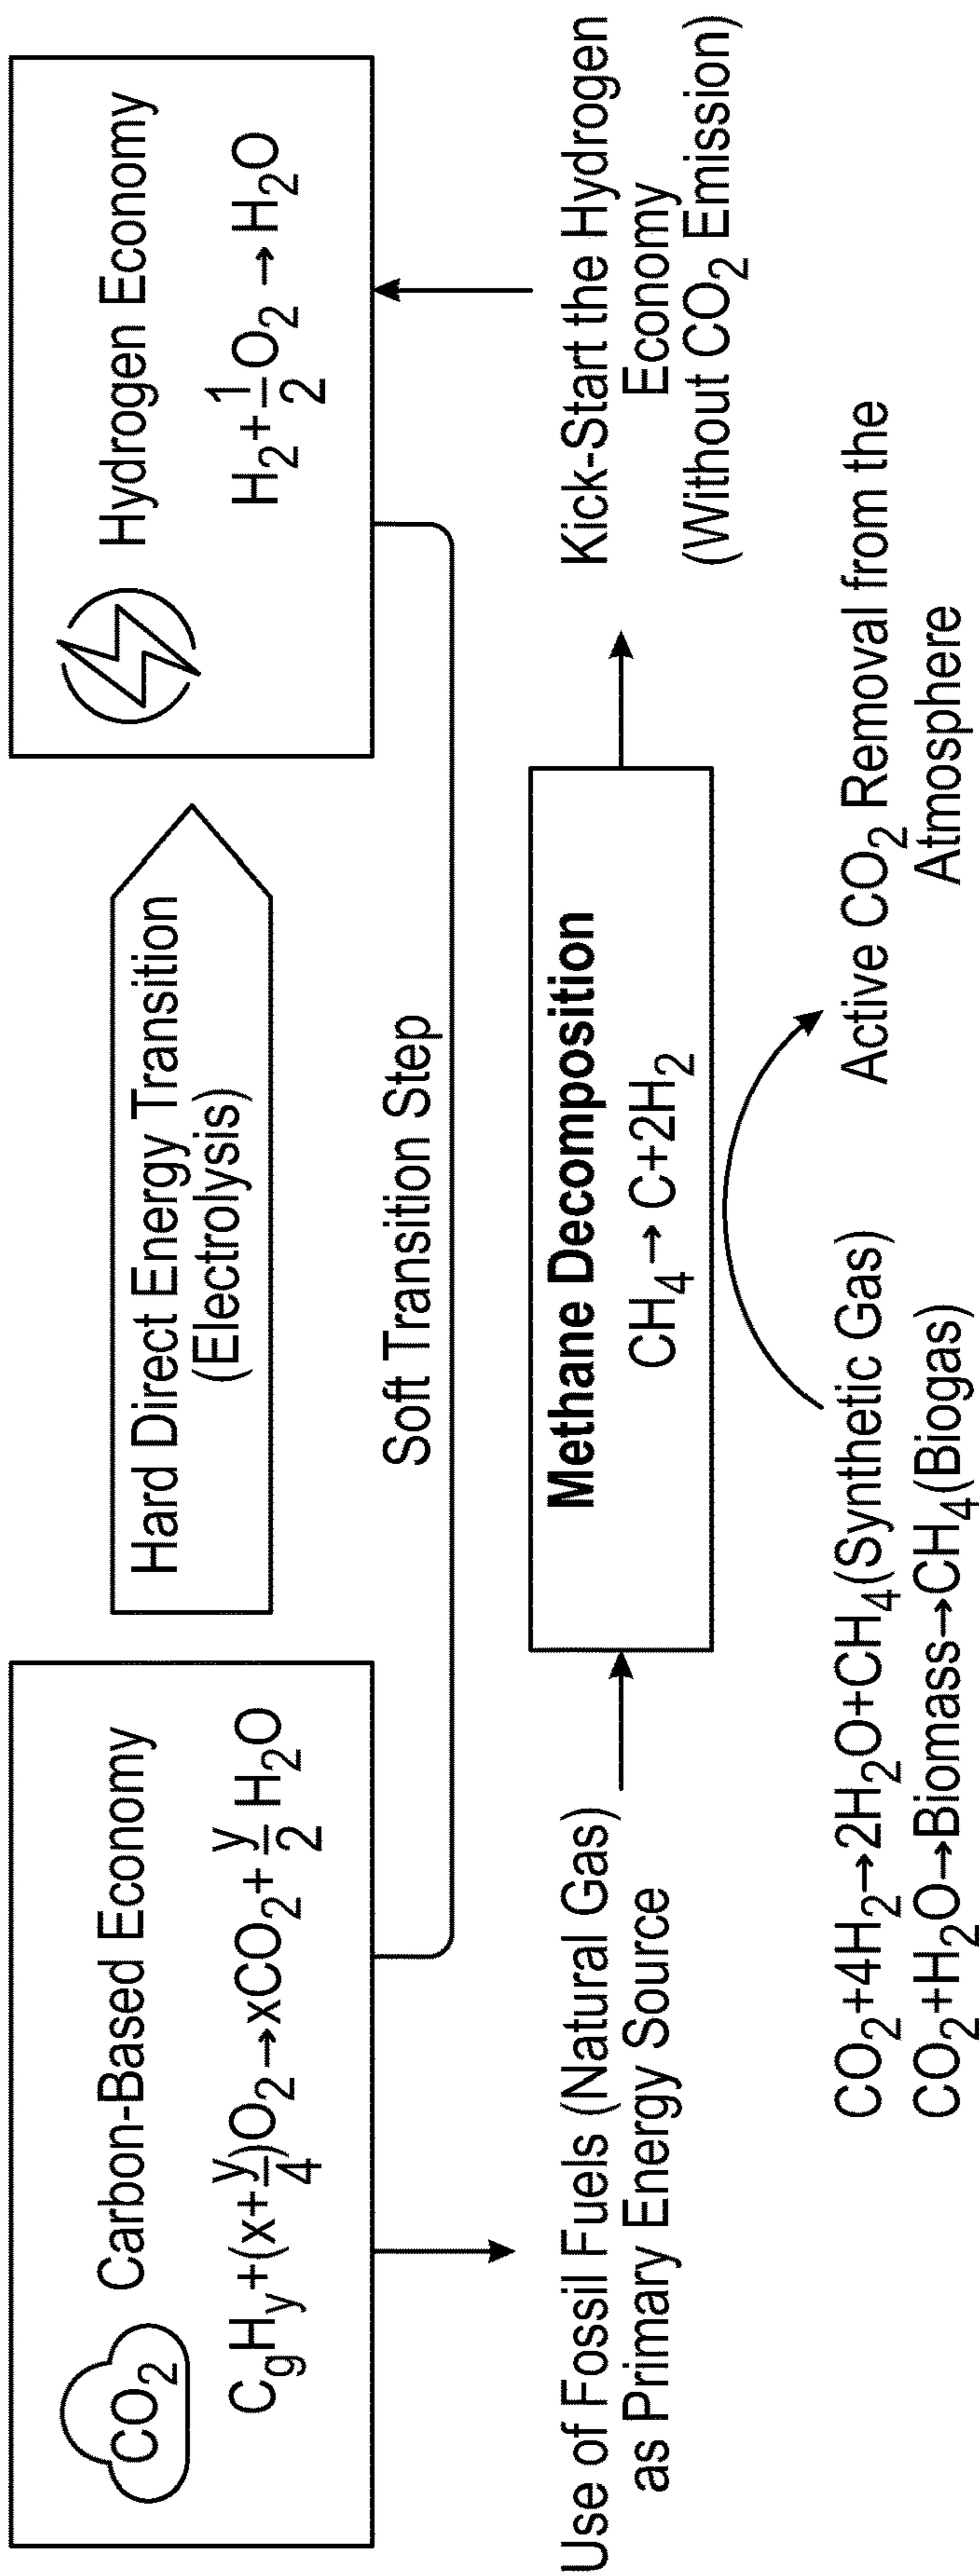 CO2
Carbon-Based Economy
CgHy+(x+y/4)O2→xCO2+y/2 H2O
Hard Direct Energy Transition
(Electrolysis)
Hydrogen Economy
H2+1/2O2→H2O
Soft Transition Step
Use of Fossil Fuels (Natural Gas)
as Primary Energy Source
Methane Decomposition
CH4→C+2H2
Kick-Start the Hydrogen
Economy
(Without CO2 Emission)
CO2+4H2→2H2O+CH4(Synthetic Gas)
CO2+H2O→Biomass→CH4(Biogas)
Active CO2 Removal from the
Atmosphere